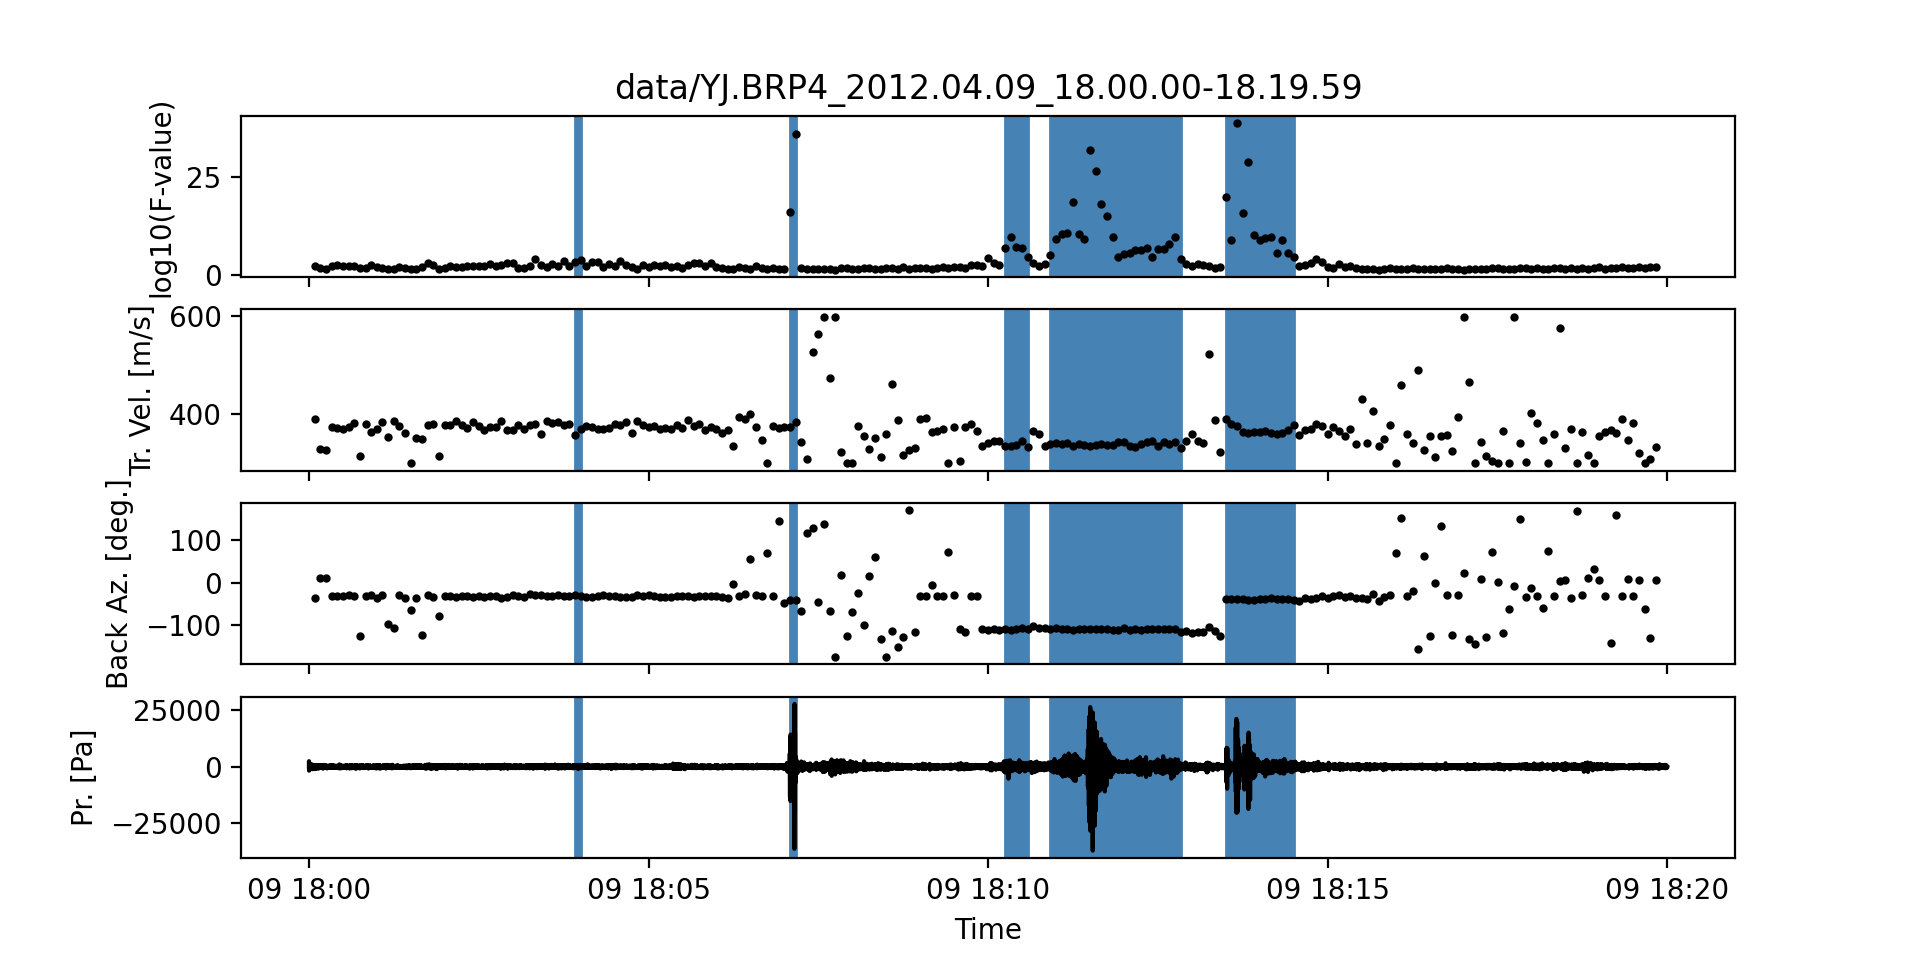 data/YJ.BRP4_2012.04.09_18.00.00-18.19.59
log10(F-value)
25
0
Tr. Vel. [m/s]
600
400
Back Az. [deg.]
100
0
−100
Pr. [Pa]
25000
0
−25000
09 18:00 09 18:05 09 18:10 09 18:15 09 18:20
Time